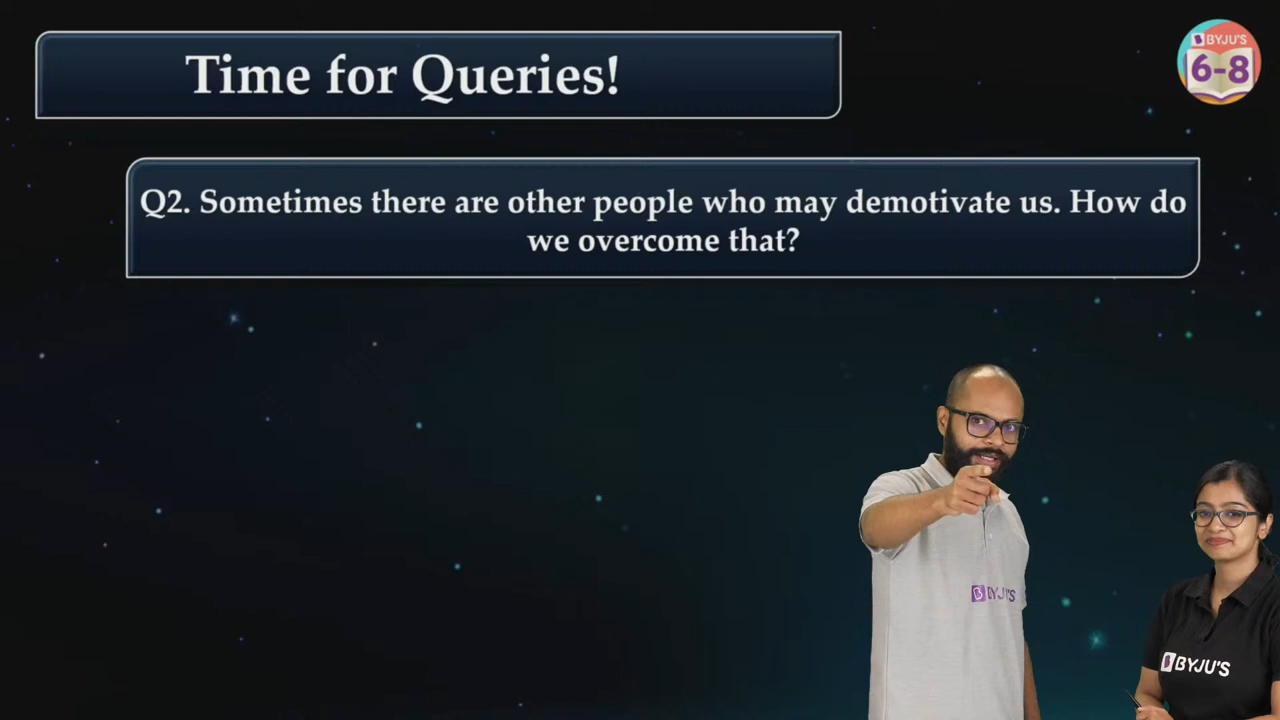 Time for Queries!
BYJU'S
6-8
Q2. Sometimes there are other people who may demotivate us. How do
we overcome that?
BYJU'S
BYJU'S